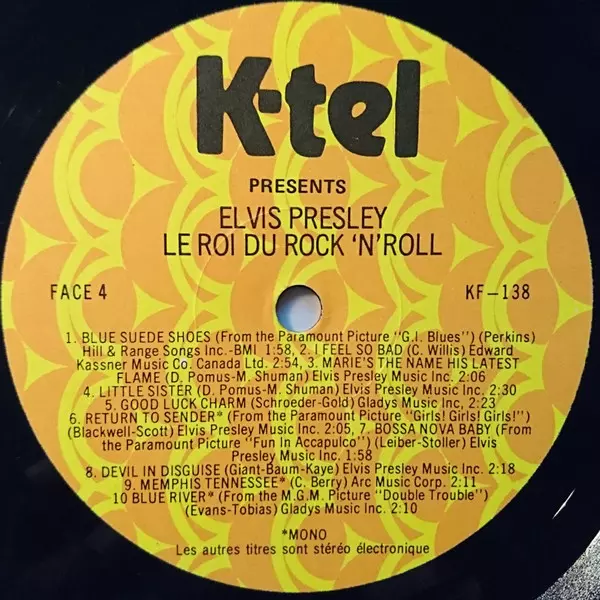 K-tel
PRESENTS
ELVIS PRESLEY
LE ROI DU ROCK 'N' ROLL
FACE 4
KF-138
1. BLUE SUEDE SHOES (From the Paramount Picture "G.I. Blues") (Perkins)
Hill & Range Songs Inc.-BMI 1:58, 2. I FEEL SO BAD (C. Willis) Edward
Kassner Music Co. Canada Ltd. 2:54, 3. MARIE'S THE NAME HIS LATEST
FLAME (D. Pomus-M. Shuman) Elvis Presley Music Inc. 2:06
4. LITTLE SISTER (D. Pomus-M. Shuman) Elvis Presley Music Inc. 2:30
5. GOOD LUCK CHARM (Schroeder-Gold) Gladys Music Inc. 2:23
6. RETURN TO SENDER* (From the Paramount Picture "Girls! Girls! Girls!")
(Blackwell-Scott) Elvis Presley Music Inc. 2:05, 7. BOSSA NOVA BABY (From
the Paramount Picture "Fun In Accapulco") (Leiber-Stoller) Elvis
Presley Music Inc. 1:58
8. DEVIL IN DISGUISE (Giant-Baum-Kaye) Elvis Presley Music Inc. 2:18
9. MEMPHIS TENNESSEE* (C. Berry) Arc Music Corp. 2:11
10 BLUE RIVER* (From the M.G.M. Picture "Double Trouble")
(Evans-Tobias) Gladys Music Inc. 2:10
*MONO
Les autres titres sont stéréo électronique